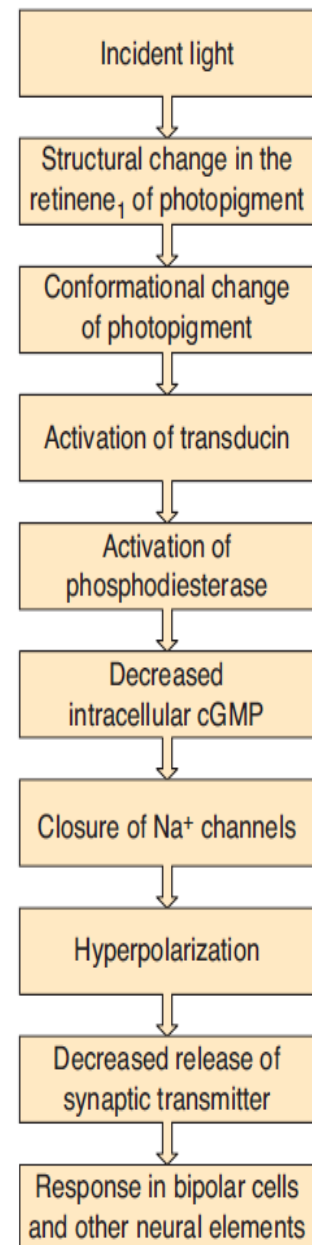 Incident light
Structural change in the
retinene₁ of photopigment
Conformational change
of photopigment
Activation of transducin
Activation of
phosphodiesterase
Decreased
intracellular cGMP
Closure of Na⁺ channels
Hyperpolarization
Decreased release of
synaptic transmitter
Response in bipolar cells
and other neural elements